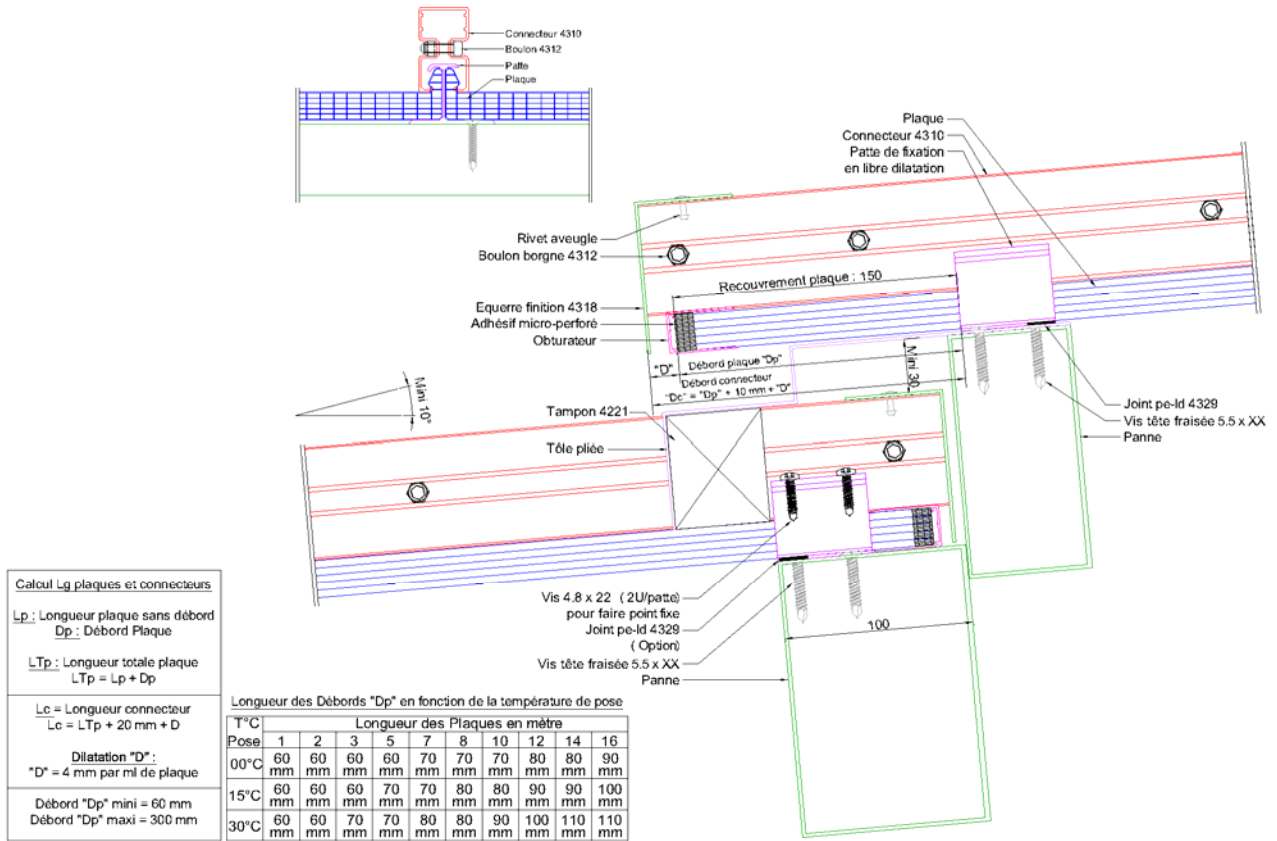 Connecteur 4310
Boulon 4312
Patte
Plaque
Plaque
Connecteur 4310
Patte de fixation
en libre dilatation
Rivet aveugle
Boulon borgne 4312
Recouvrement plaque : 150
Equerre finition 4318
Adhésif micro-perforé
Obturateur
"D"
Débord plaque "Dp"
Débord connecteur
"Dc" = "Dp" + 10 mm + "D"
Mini 30
Mini 10°
Joint pe-ld 4329
Vis tête fraisée 5.5 x XX
Panne
Tampon 4221
Tôle pliée
Vis 4.8 x 22 ( 2U/patte)
pour faire point fixe
Joint pe-ld 4329
( Option)
Vis tête fraisée 5.5 x XX
Panne
100
Calcul Lg plaques et connecteurs
Lp : Longueur plaque sans débord
Dp : Débord Plaque
LTp : Longueur totale plaque
LTp = Lp + Dp
Lc = Longueur connecteur
Lc = LTp + 20 mm + D
Dilatation "D" :
"D" = 4 mm par ml de plaque
Débord "Dp" mini = 60 mm
Débord "Dp" maxi = 300 mm
Longueur des Débords "Dp" en fonction de la température de pose
T°C Longueur des Plaques en mètre
Pose 1 2 3 5 7 8 10 12 14 16
00°C 60 mm 60 mm 60 mm 60 mm 70 mm 70 mm 70 mm 80 mm 80 mm 90 mm
15°C 60 mm 60 mm 60 mm 70 mm 70 mm 80 mm 80 mm 90 mm 90 mm 100 mm
30°C 60 mm 60 mm 70 mm 70 mm 80 mm 80 mm 90 mm 100 mm 110 mm 110 mm